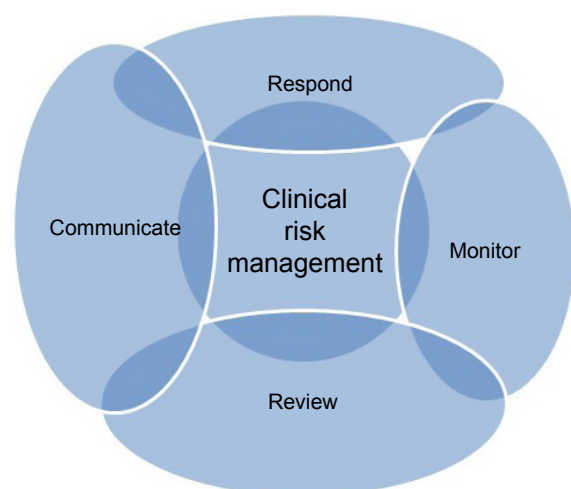 Respond
Communicate
Clinical
risk
management
Monitor
Review